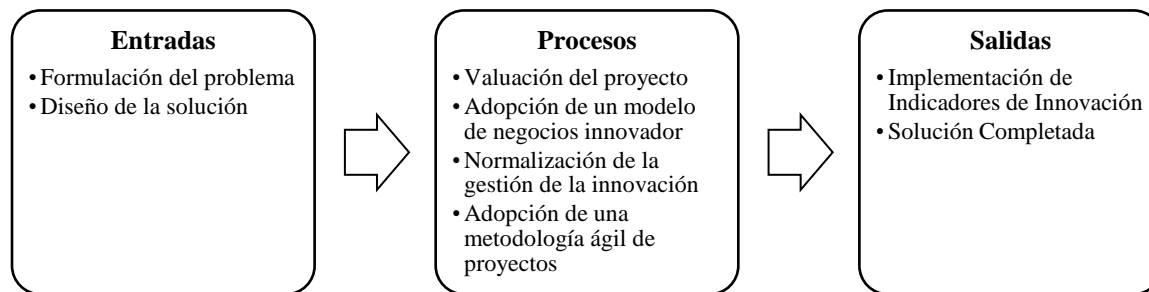 Entradas
• Formulación del problema
• Diseño de la solución
Procesos
• Valuación del proyecto
• Adopción de un modelo
de negocios innovador
• Normalización de la
gestión de la innovación
• Adopción de una
metodología ágil de
proyectos
Salidas
• Implementación de
Indicadores de Innovación
• Solución Completada